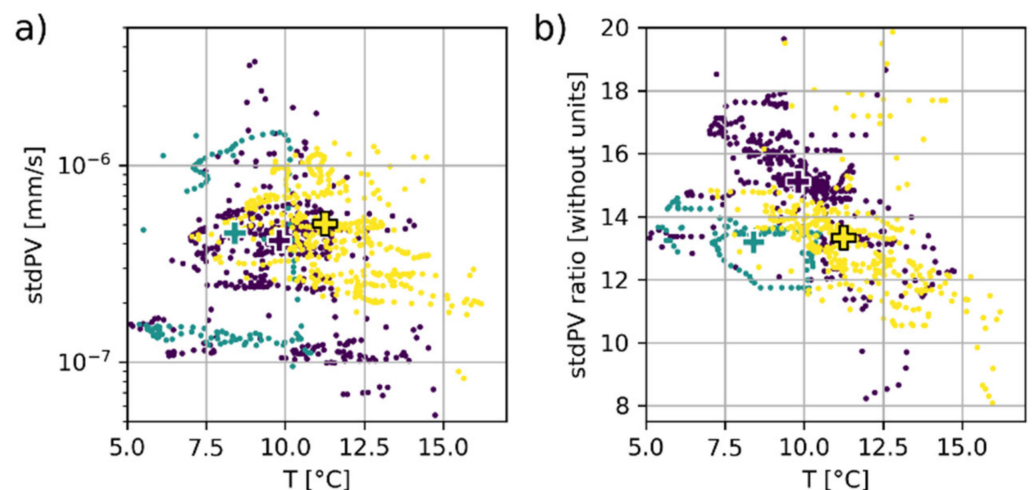 a)
stdPV [mm/s]
10⁻⁶
10⁻⁷
5.0 7.5 10.0 12.5 15.0
T [°C]
b)
stdPV ratio [without units]
20
18
16
14
12
10
8
5.0 7.5 10.0 12.5 15.0
T [°C]